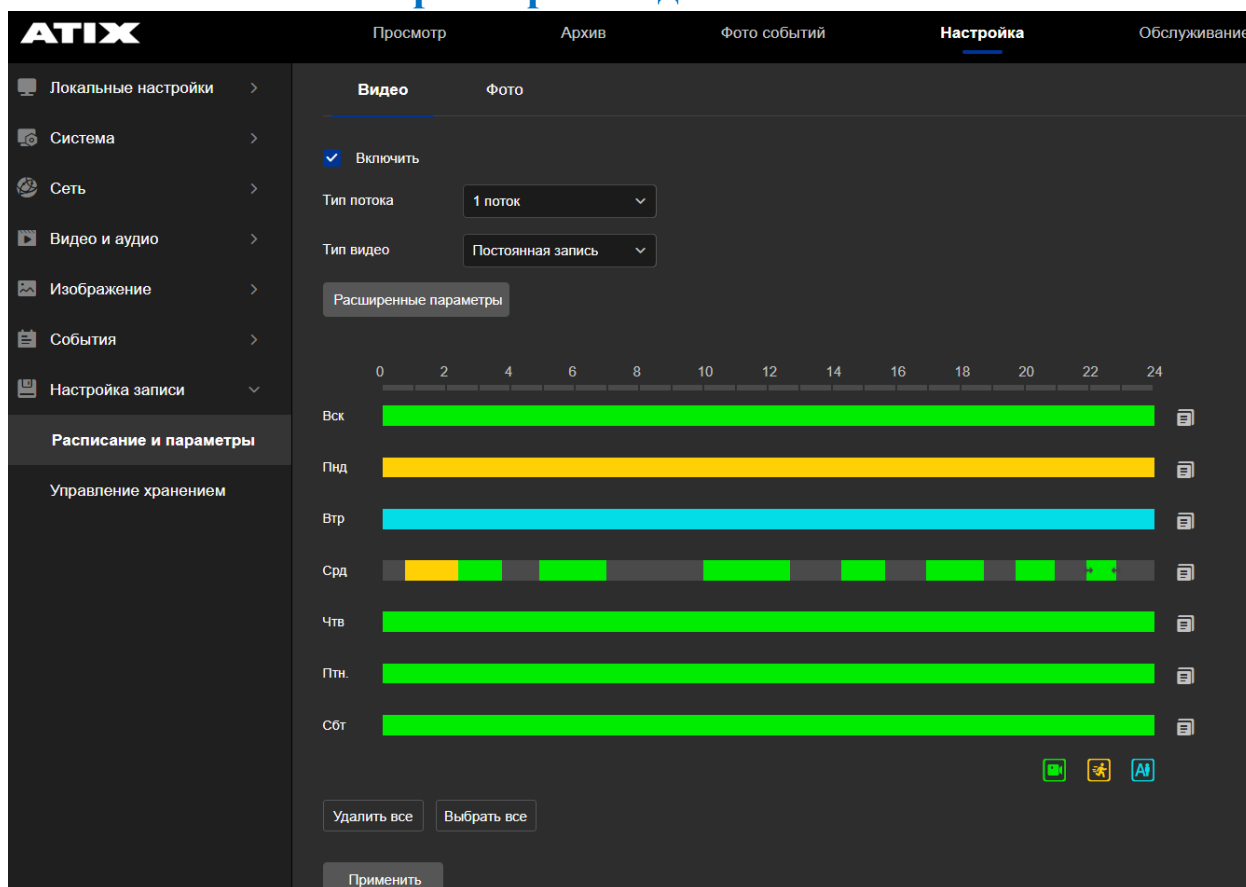 ATIX Просмотр Архив Фото событий Настройка Обслуживание
Локальные настройки
Система
Сеть
Видео и аудио
Изображение
События
Настройка записи
Расписание и параметры
Управление хранением
Видео Фото
Включить
Тип потока 1 поток
Тип видео Постоянная запись
Расширенные параметры
0 2 4 6 8 10 12 14 16 18 20 22 24
Вск
Пнд
Втр
Срд
Чтв
Птн.
Сбт
AI
Удалить все Выбрать все
Применить